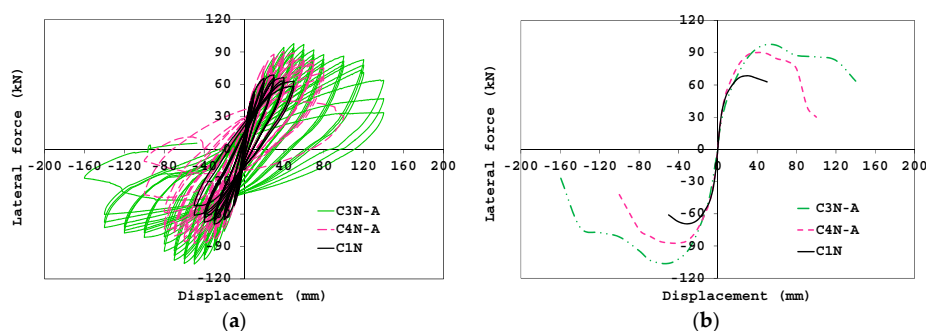 120
90
60
30
0
-30
-60
-90
-120
-200 -160 -120 -80 -40 0 40 80 120 160 200
Lateral force (kN)
Displacement (mm)
C3N-A
C4N-A
C1N
(a)
120
90
60
30
0
-30
-60
-90
-120
-200 -160 -120 -80 -40 0 40 80 120 160 200
Lateral force (kN)
Displacement (mm)
C3N-A
C4N-A
C1N
(b)